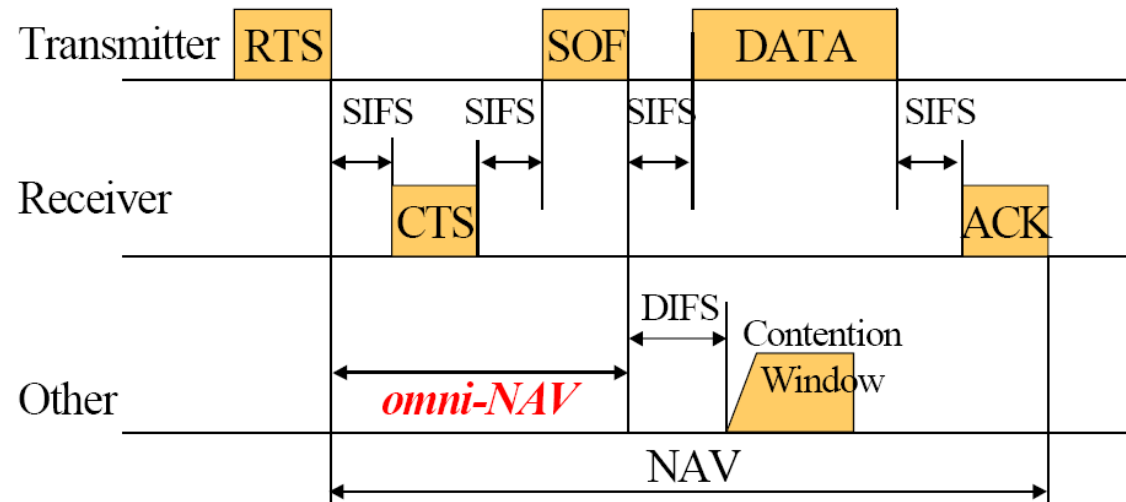 Transmitter RTS SOF DATA
SIFS SIFS SIFS SIFS
Receiver CTS ACK
DIFS
Contention
Window
Other omni-NAV
NAV